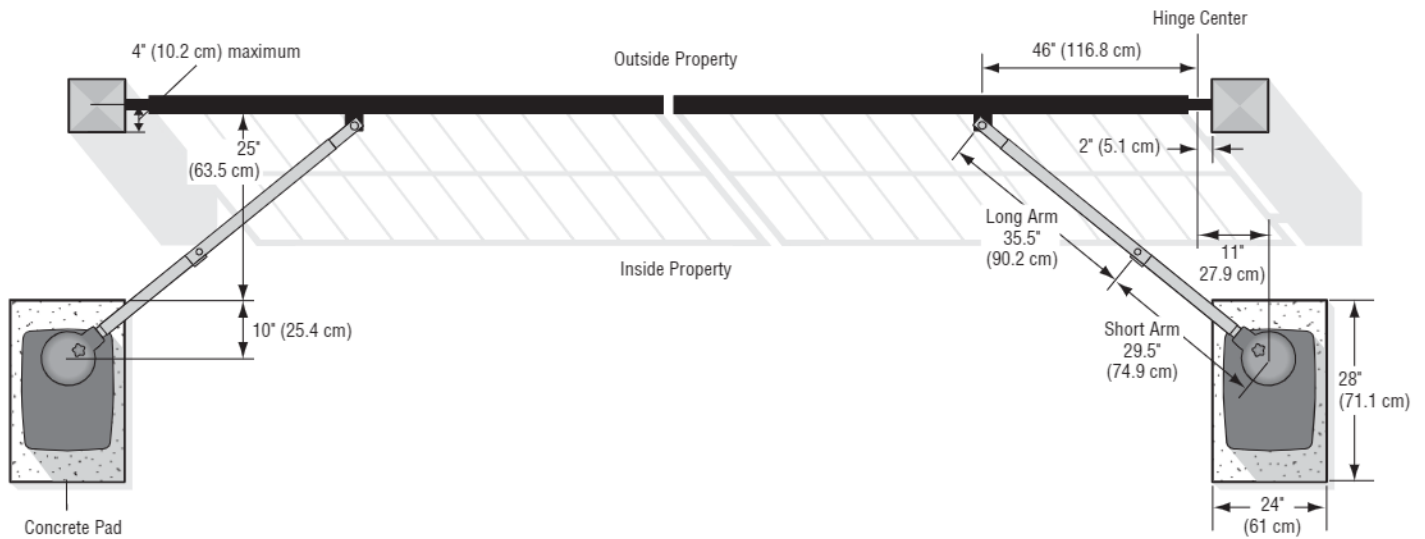 Hinge Center
4" (10.2 cm) maximum
Outside Property
46" (116.8 cm)
25"
(63.5 cm)
2" (5.1 cm)
Long Arm
35.5"
(90.2 cm)
11"
27.9 cm)
Inside Property
10" (25.4 cm)
Short Arm
29.5"
(74.9 cm)
28"
(71.1 cm)
24"
(61 cm)
Concrete Pad